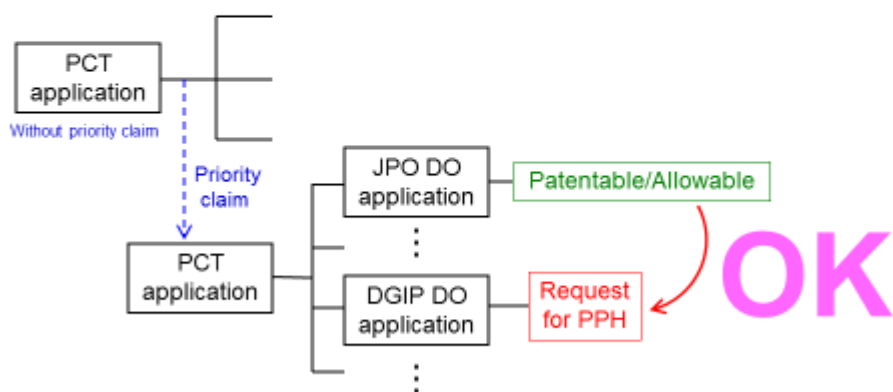 PCT
application
Without priority claim
Priority
claim
JPO DO
application
Patentable/Allowable
OK
PCT
application
DGIP DO
application
Request
for PPH